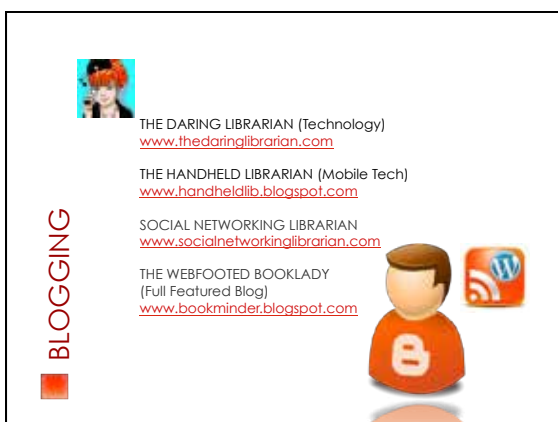 THE DARING LIBRARIAN (Technology)
www.thedaringlibrarian.com
THE HANDHELD LIBRARIAN (Mobile Tech)
www.handheldlib.blogspot.com
SOCIAL NETWORKING LIBRARIAN
www.socialnetworkinglibrarian.com
THE WEBFOOTED BOOKLADY
(Full Featured Blog)
www.bookminder.blogspot.com
BLOGGING